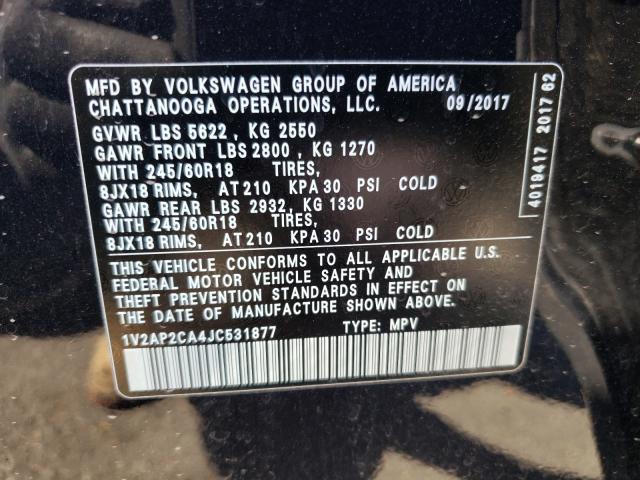 MFD BY VOLKSWAGEN GROUP OF AMERICA
CHATTANOOGA OPERATIONS, LLC. 09/2017
GVWR LBS 5622 , KG 2550
GAWR FRONT LBS 2800 , KG 1270
WITH 245/60R18 TIRES,
8JX18 RIMS, AT 210 KPA 30 PSI COLD
GAWR REAR LBS 2932, KG 1330
WITH 245/60R18 TIRES,
8JX18 RIMS, AT 210 KPA 30 PSI COLD
THIS VEHICLE CONFORMS TO ALL APPLICABLE U.S.
FEDERAL MOTOR VEHICLE SAFETY AND
THEFT PREVENTION STANDARDS IN EFFECT ON
THE DATE OF MANUFACTURE SHOWN ABOVE.
1V2AP2CA4JC531877 TYPE: MPV
4019417 2017 62